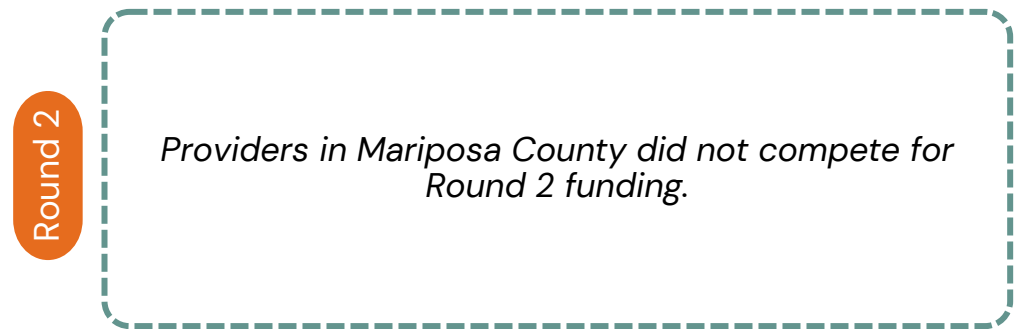 Round 2
Providers in Mariposa County did not compete for
Round 2 funding.